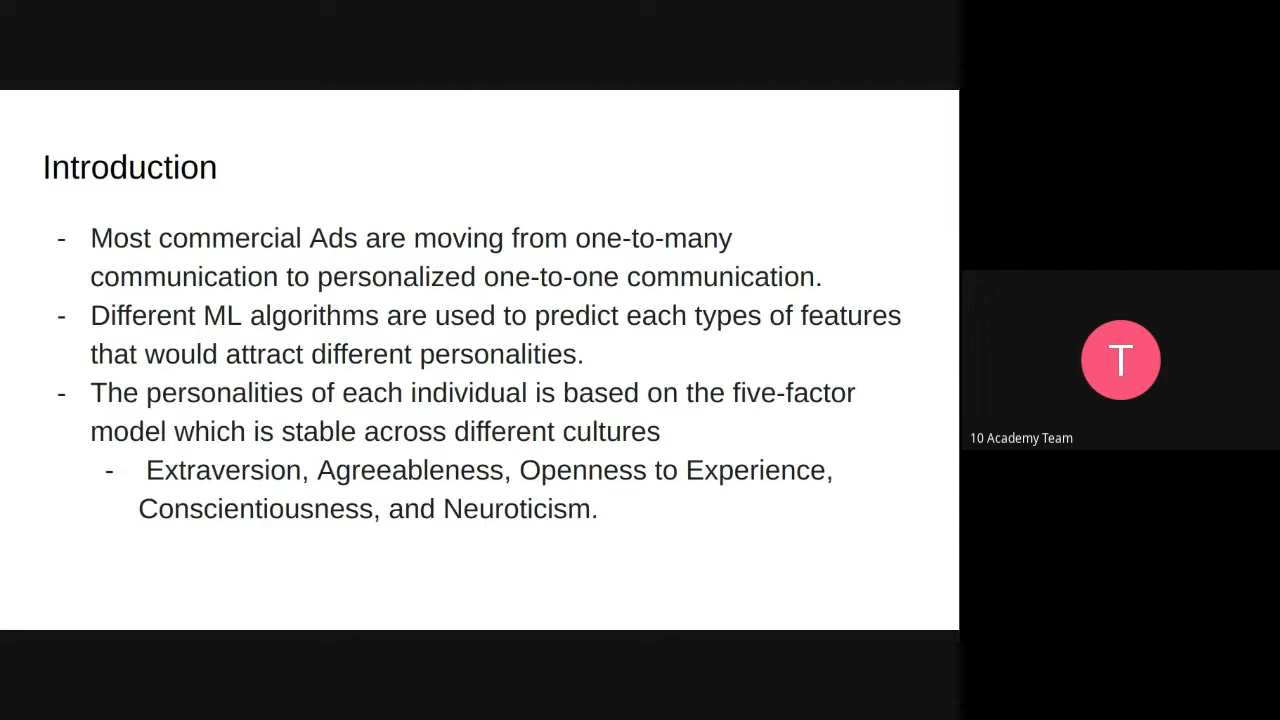 Introduction
- Most commercial Ads are moving from one-to-many
communication to personalized one-to-one communication.
- Different ML algorithms are used to predict each types of features
that would attract different personalities.
- The personalities of each individual is based on the five-factor
model which is stable across different cultures
- Extraversion, Agreeableness, Openness to Experience,
Conscientiousness, and Neuroticism.
T
10 Academy Team